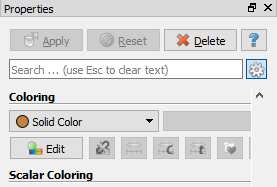 Properties
Apply Reset Delete ?
Search ... (use Esc to clear text)
Coloring
Solid Color
Edit
Scalar Coloring